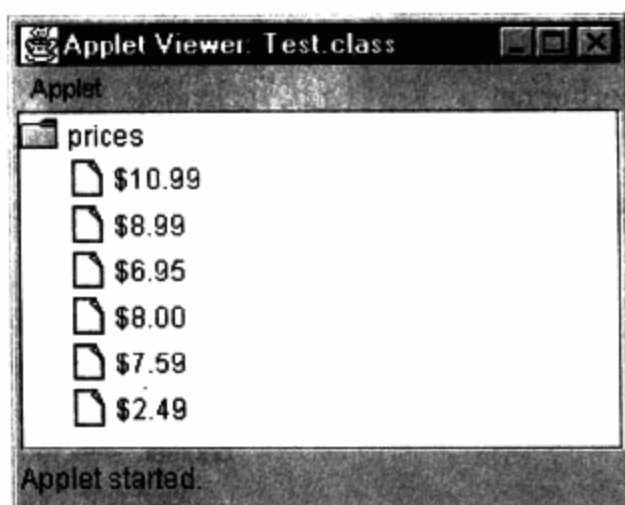 Applet Viewer: Test.class
Applet
prices
$10.99
$8.99
$6.95
$8.00
$7.59
$2.49
Applet started.